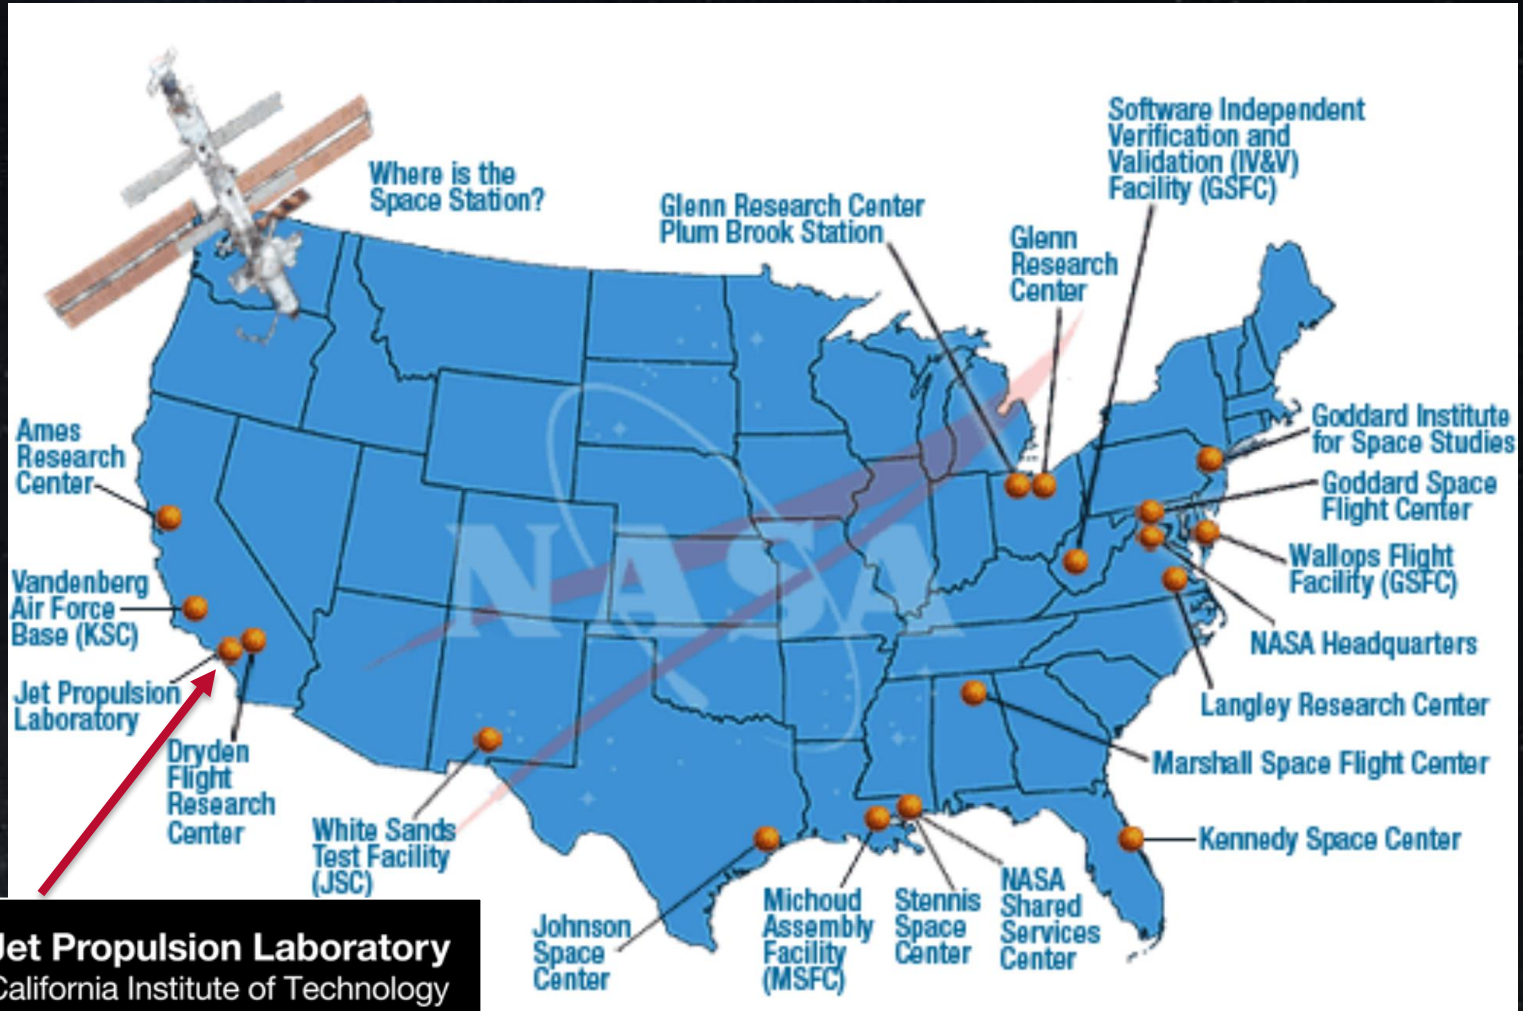 Where is the
Space Station?
Software Independent
Verification and
Validation (IV&V)
Facility (GSFC)
Glenn Research Center
Plum Brook Station
Glenn
Research
Center
Ames
Research
Center
Goddard Institute
for Space Studies
Goddard Space
Flight Center
NASA
Wallops Flight
Facility (GSFC)
Vandenberg
Air Force
Base (KSC)
NASA Headquarters
Jet Propulsion
Laboratory
Langley Research Center
Dryden
Flight
Research
Center
Marshall Space Flight Center
White Sands
Test Facility
(JSC)
Kennedy Space Center
Johnson
Space
Center
Michoud
Assembly
Facility
(MSFC)
Stennis
Space
Center
NASA
Shared
Services
Center
Jet Propulsion Laboratory
California Institute of Technology